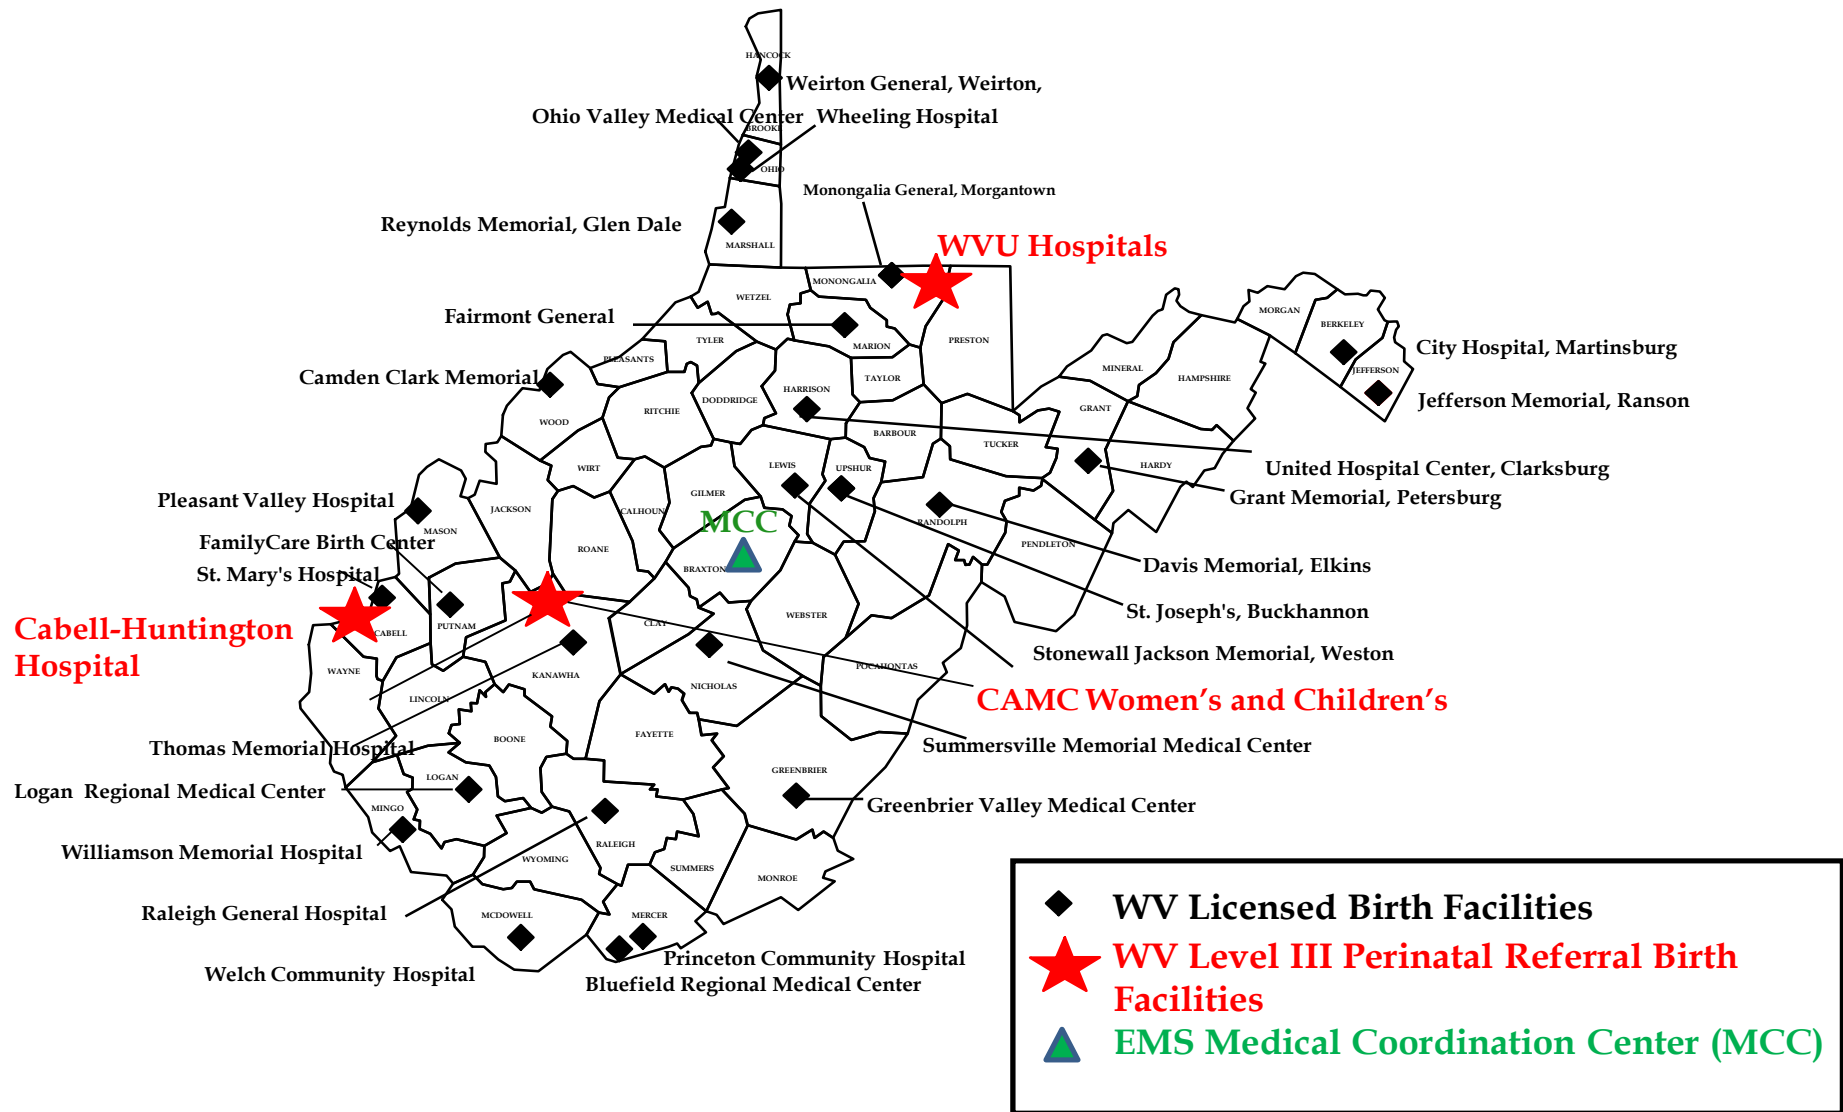 HANCOCK
Weirton General, Weirton,
Ohio Valley Medical Center Wheeling Hospital
BROOKE
OHIO
Monongalia General, Morgantown
Reynolds Memorial, Glen Dale
MARSHALL
WVU Hospitals
MONONGALIA
WETZEL
MORGAN
BERKELEY
Fairmont General
TYLER
MARION
PRESTON
City Hospital, Martinsburg
PLEASANTS
MINERAL
JEFFERSON
Camden Clark Memorial
TAYLOR
HAMPSHIRE
HARRISON
DODDRIDGE
Jefferson Memorial, Ranson
RITCHIE
GRANT
WOOD
BARBOUR
TUCKER
WIRT
LEWIS
UPSHUR
HARDY
United Hospital Center, Clarksburg
Pleasant Valley Hospital
GILMER
Grant Memorial, Petersburg
JACKSON
CALHOUN
MCC
RANDOLPH
MASON
FamilyCare Birth Center
ROANE
PENDLETON
St. Mary's Hospital
BRAXTON
Davis Memorial, Elkins
WEBSTER
St. Joseph's, Buckhannon
Cabell-Huntington
Hospital
CABELL
PUTNAM
CLAY
Stonewall Jackson Memorial, Weston
WAYNE
KANAWHA
POCAHONTAS
NICHOLAS
LINCOLN
CAMC Women’s and Children’s
Thomas Memorial Hospital
BOONE
FAYETTE
Summersville Memorial Medical Center
LOGAN
GREENBRIER
Logan Regional Medical Center
MINGO
Greenbrier Valley Medical Center
Williamson Memorial Hospital
WYOMING
RALEIGH
SUMMERS
MONROE
Raleigh General Hospital
MCDOWELL
MERCER
Welch Community Hospital
Princeton Community Hospital
Bluefield Regional Medical Center
WV Licensed Birth Facilities
WV Level III Perinatal Referral Birth
Facilities
EMS Medical Coordination Center (MCC)